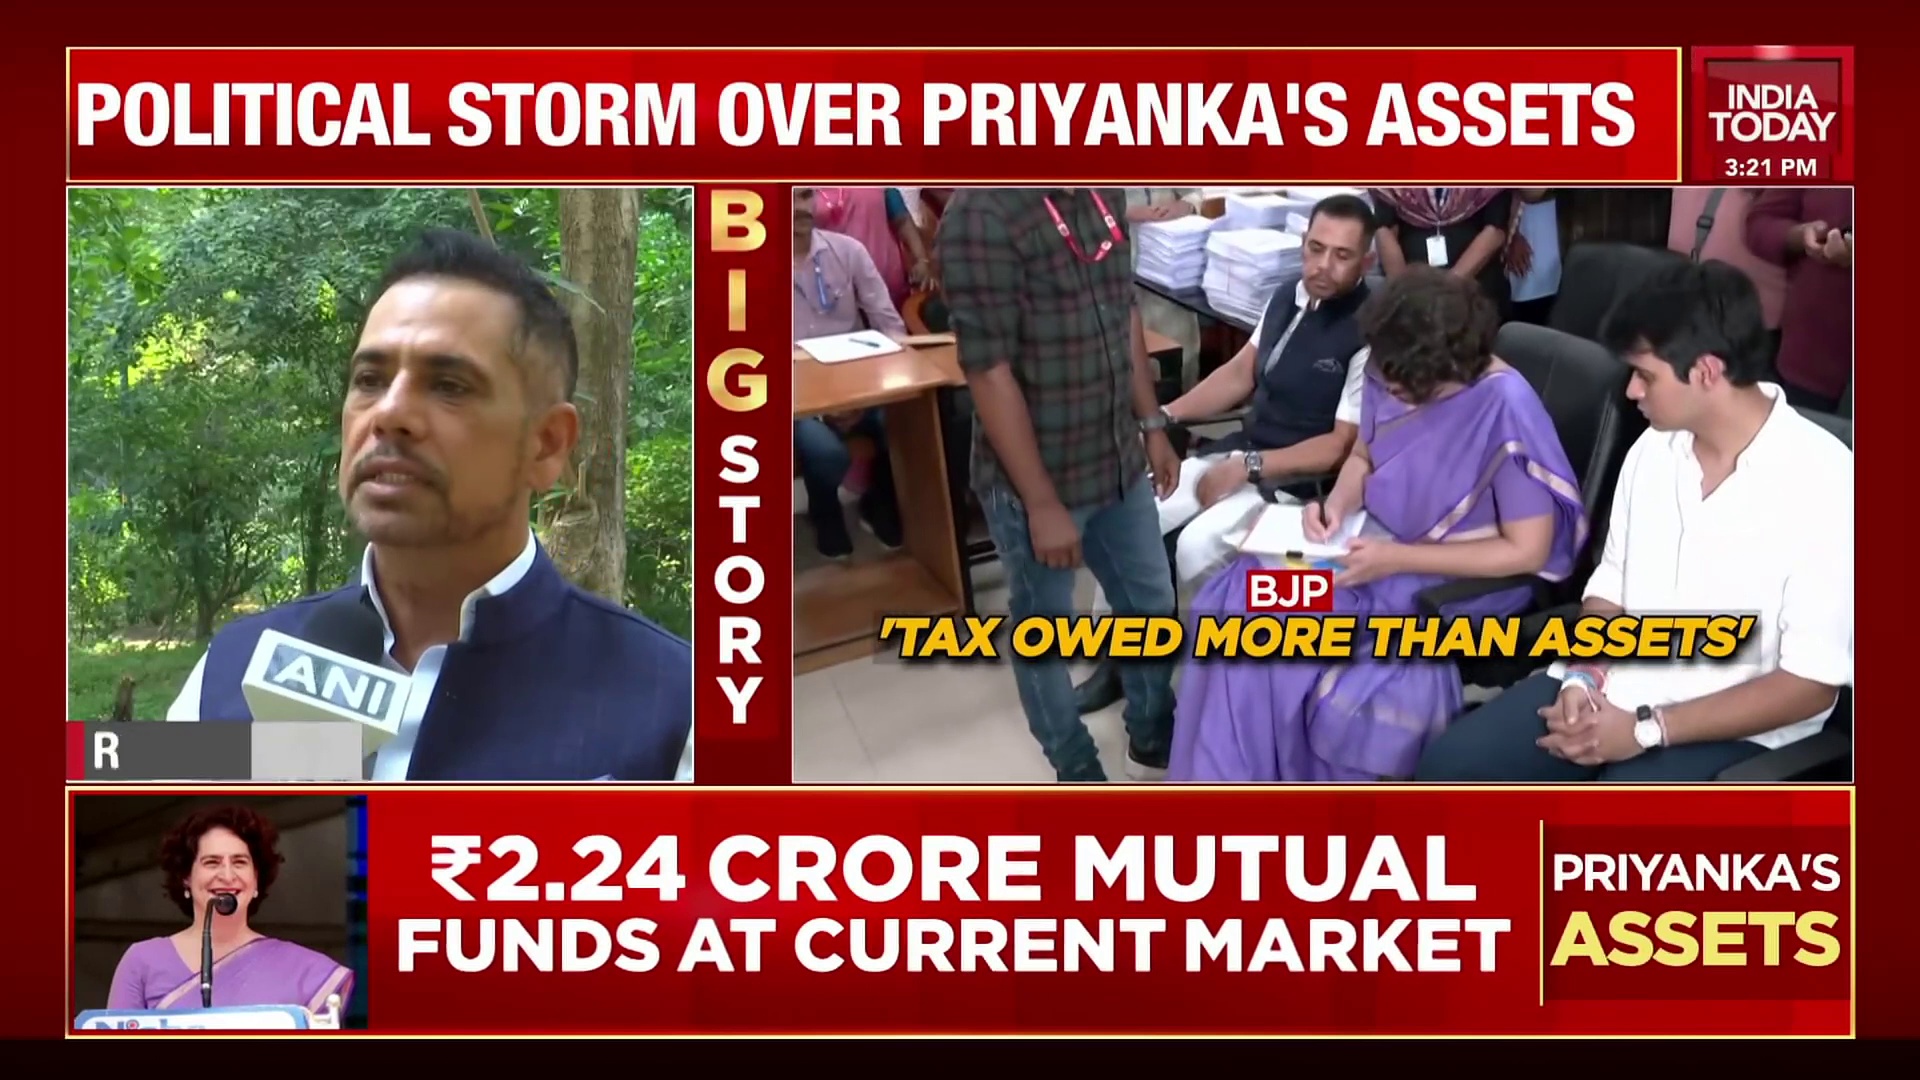 POLITICAL STORM OVER PRIYANKA'S ASSETS
INDIA
TODAY
3:21 PM
BIG STORY
ANI
R
BJP
'TAX OWED MORE THAN ASSETS'
₹2.24 CRORE MUTUAL
FUNDS AT CURRENT MARKET
PRIYANKA'S
ASSETS